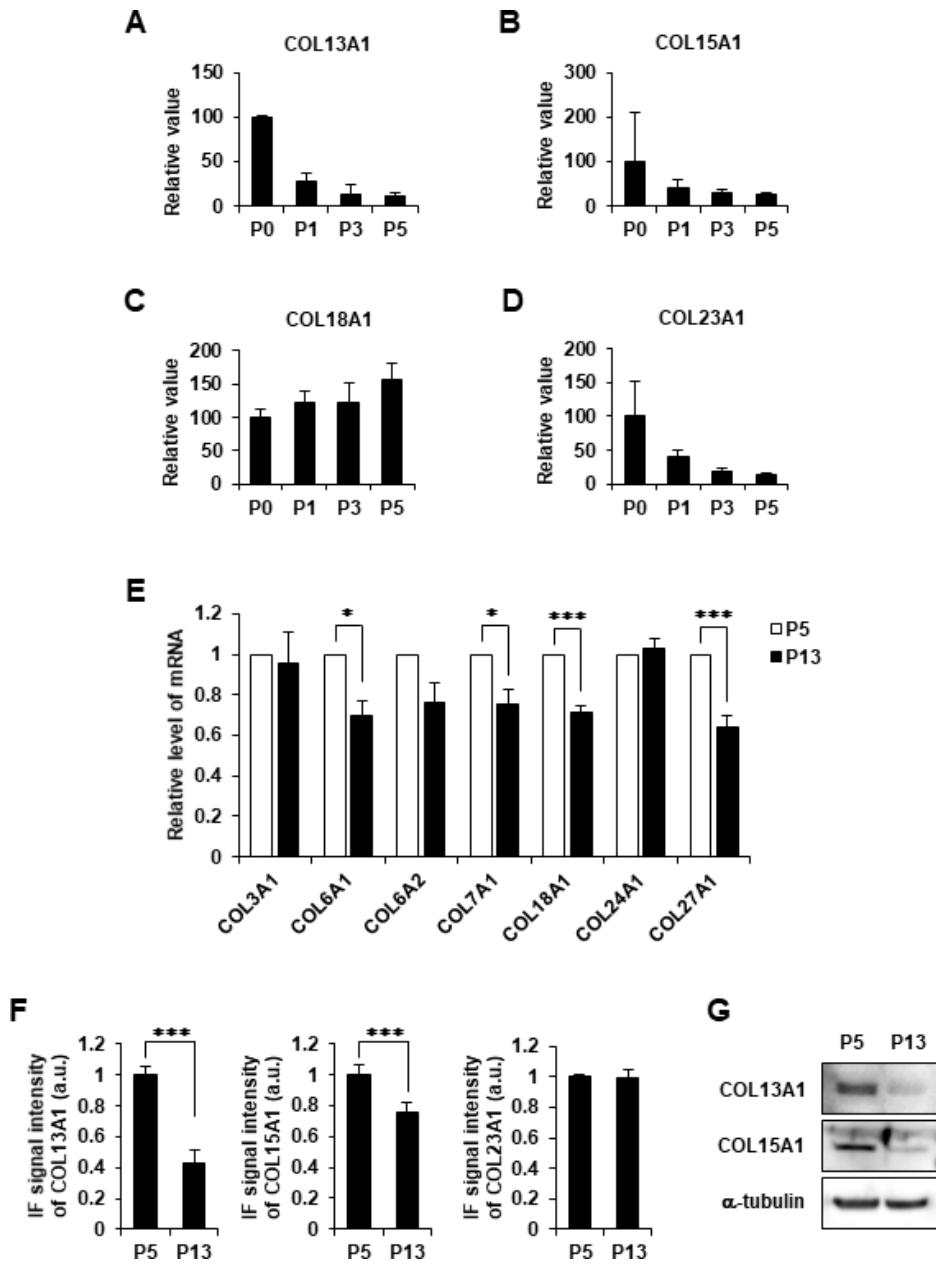 A
COL13A1
Relative value
150
100
50
0
P0 P1 P3 P5
B
COL15A1
Relative value
300
200
100
0
P0 P1 P3 P5
C
COL18A1
Relative value
200
150
100
50
0
P0 P1 P3 P5
D
COL23A1
Relative value
200
150
100
50
0
P0 P1 P3 P5
E
Relative level of mRNA
1.2
1
0.8
0.6
0.4
0.2
0
* * *** ***
P5
P13
COL3A1 COL6A1 COL6A2 COL7A1 COL18A1 COL24A1 COL27A1
F
IF signal intensity
of COL13A1 (a.u.)
1.2
1
0.8
0.6
0.4
0.2
0
***
P5 P13
IF signal intensity
of COL15A1 (a.u.)
1.2
1
0.8
0.6
0.4
0.2
0
***
P5 P13
IF signal intensity
of COL23A1 (a.u.)
1.2
1
0.8
0.6
0.4
0.2
0
P5 P13
G
P5 P13
COL13A1
COL15A1
α-tubulin